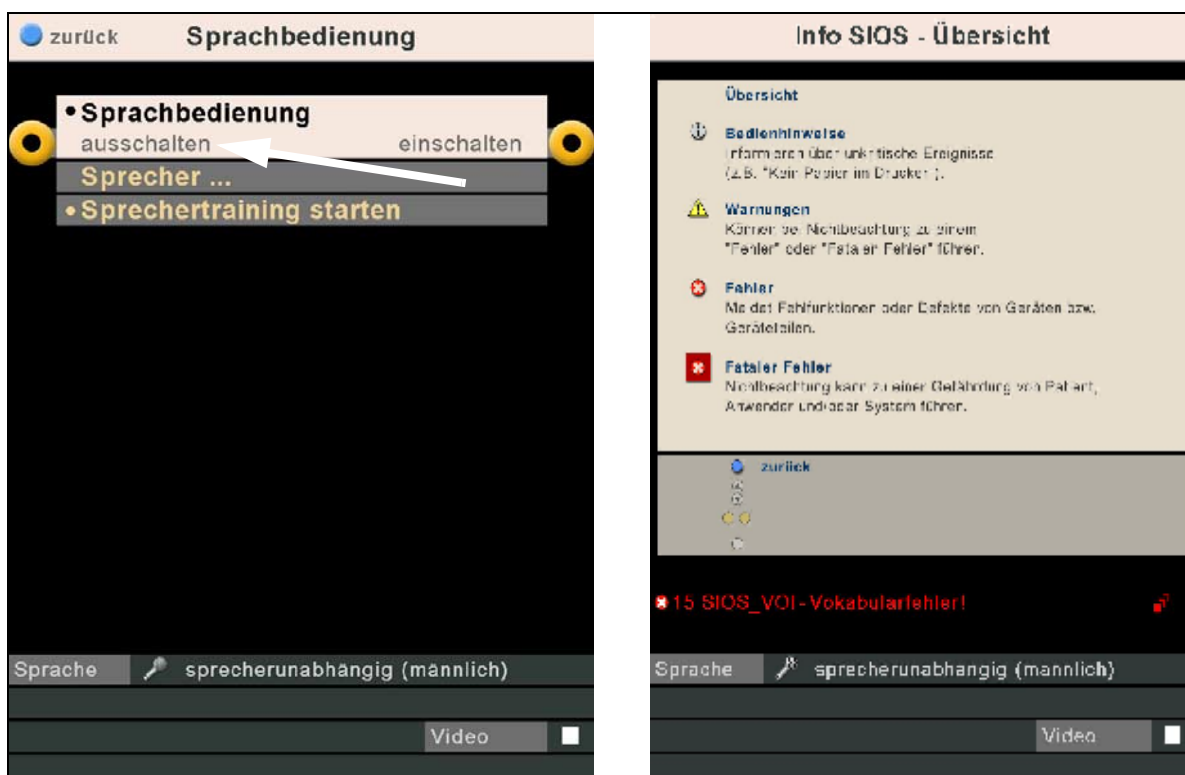 zurück Sprachbedienung
• Sprachbedienung
ausschalten einschalten
Sprecher ...
• Sprechertraining starten
Sprache sprecherunabhängig (männlich)
Video
Info SIOS - Übersicht
Übersicht
Bedienhinweise
Informieren über unkritische Ereignisse
(z.B. "Kein Papier im Drucker").
Warnungen
Können bei Nichtbeachtung zu einem
"Fehler" oder "Fatalen Fehler" führen.
Fehler
Meldet Fehlfunktionen oder Defekte von Geräten bzw.
Geräteteilen.
Fataler Fehler
Nichtbeachtung kann zu einer Gefährdung von Patient,
Anwender und/oder System führen.
zurück
15 SIOS_VOI - Vokabularfehler!
Sprache sprecherunabhängig (männlich)
Video